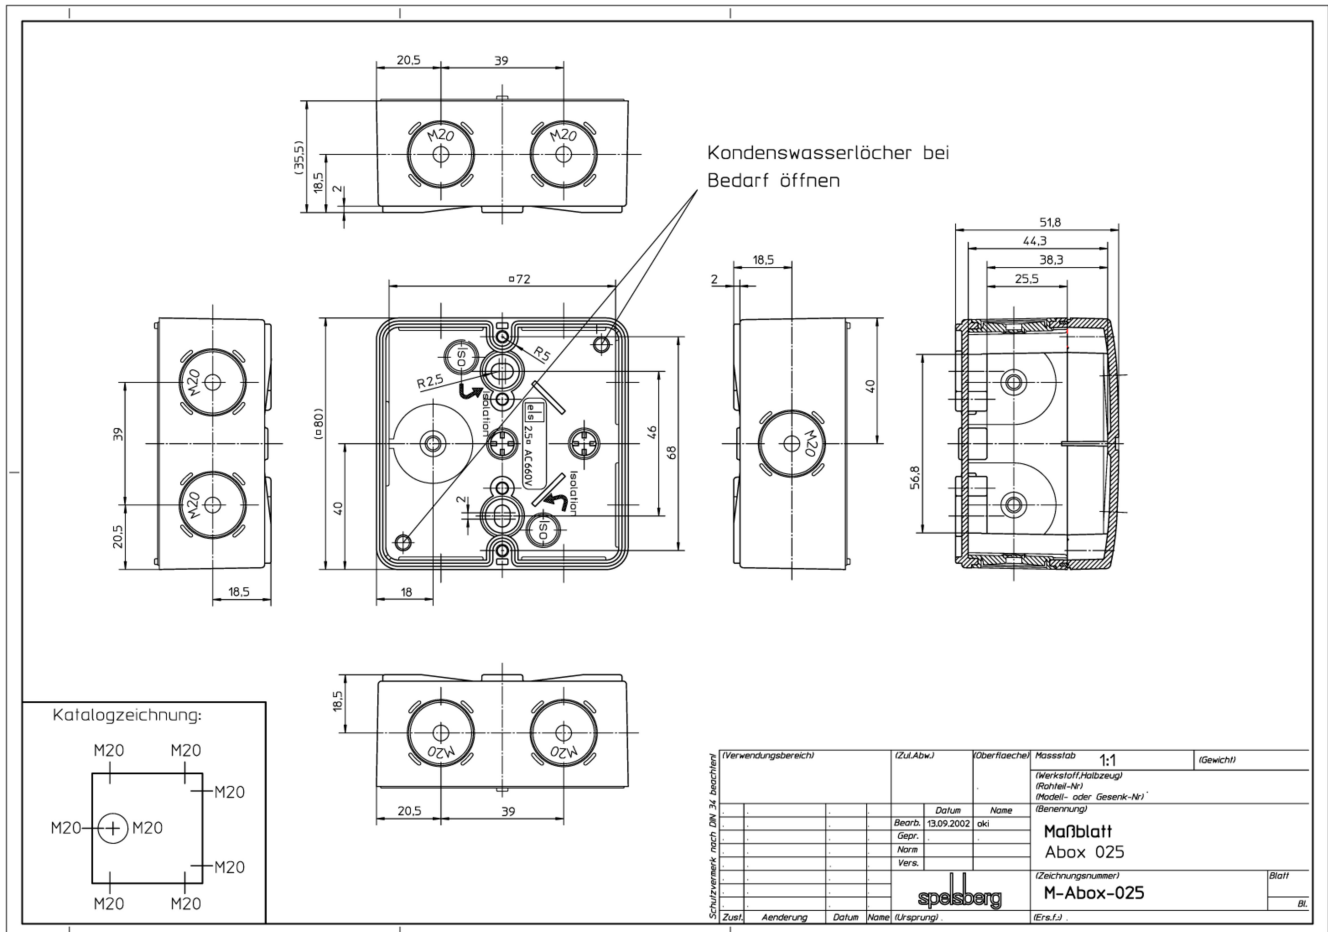 20,5
39
M20
M20
(35,5)
18,5
2
Kondenswasserlöcher bei
Bedarf öffnen
51,8
44,3
38,3
25,5
18,5
2
▫72
M20
M20
39
20,5
18,5
(▫80)
40
18
ISO
R5
R2,5
Isolation
els 2,5▫ AC660V
2
Isolation
ISO
46
68
M20
40
56,8
18,5
M20
M20
20,5
39
Katalogzeichnung:
M20 M20
M20
M20 M20
M20
M20 M20
Schutzvermerk nach DIN 34 beachten!
(Verwendungsbereich) (Zul.Abw.) (Oberflaeche) Massstab 1:1 (Gewicht)
(Werkstoff,Halbzeug)
(Rohteil-Nr)
(Modell- oder Gesenk-Nr)
Datum Name (Benennung)
Bearb. 13.09.2002 oki
Gepr.
Norm
Vers.
Maßblatt
Abox 025
spelsberg
(Zeichnungsnummer) Blatt
M-Abox-025
Bl.
Zust. Aenderung Datum Name (Ursprung) (Ers.f.:)